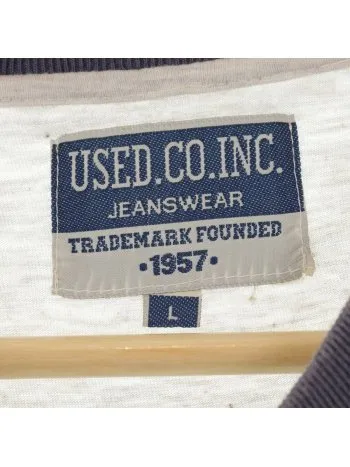 USED.CO.INC.
JEANSWEAR
TRADEMARK FOUNDED
·1957·
L